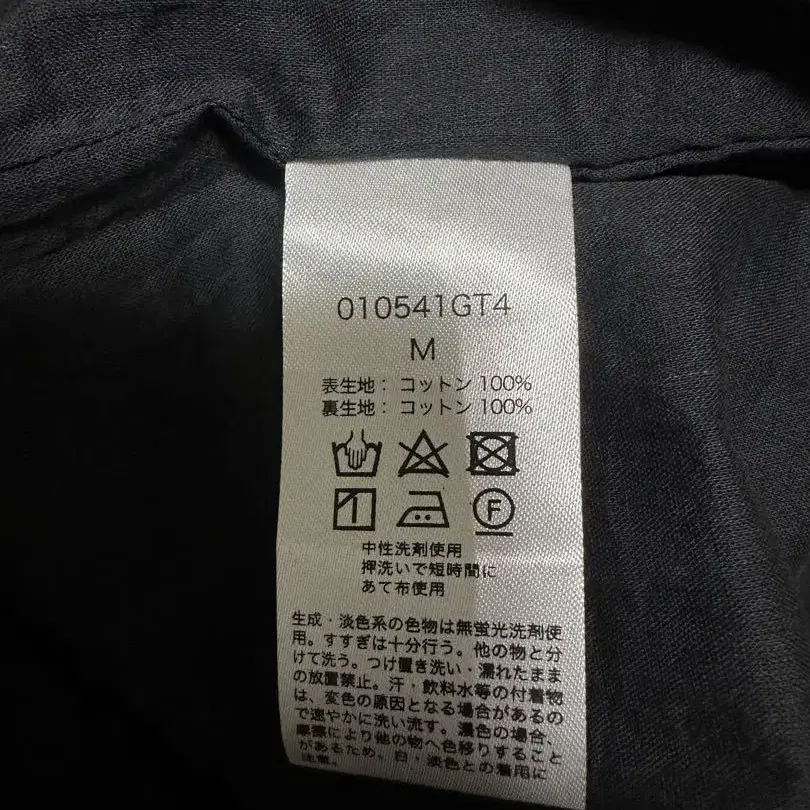 010541GT4
M
表生地： コットン 100%
裏生地： コットン 100%
F
中性洗剤使用
押洗いで短時間に
あて布使用
生成・淡色系の色物は無蛍光洗剤使
用。すすぎは十分行う。他の物と分
けて洗う。つけ置き洗い・濡れたまま
の放置禁止。汗・飲料水等の付着物
は、変色の原因となる場合があるの
で速やかに洗い流す。濃色の場合、
摩擦により他の物へ色移りすること
があるため、白・淡色との着用に
注意。